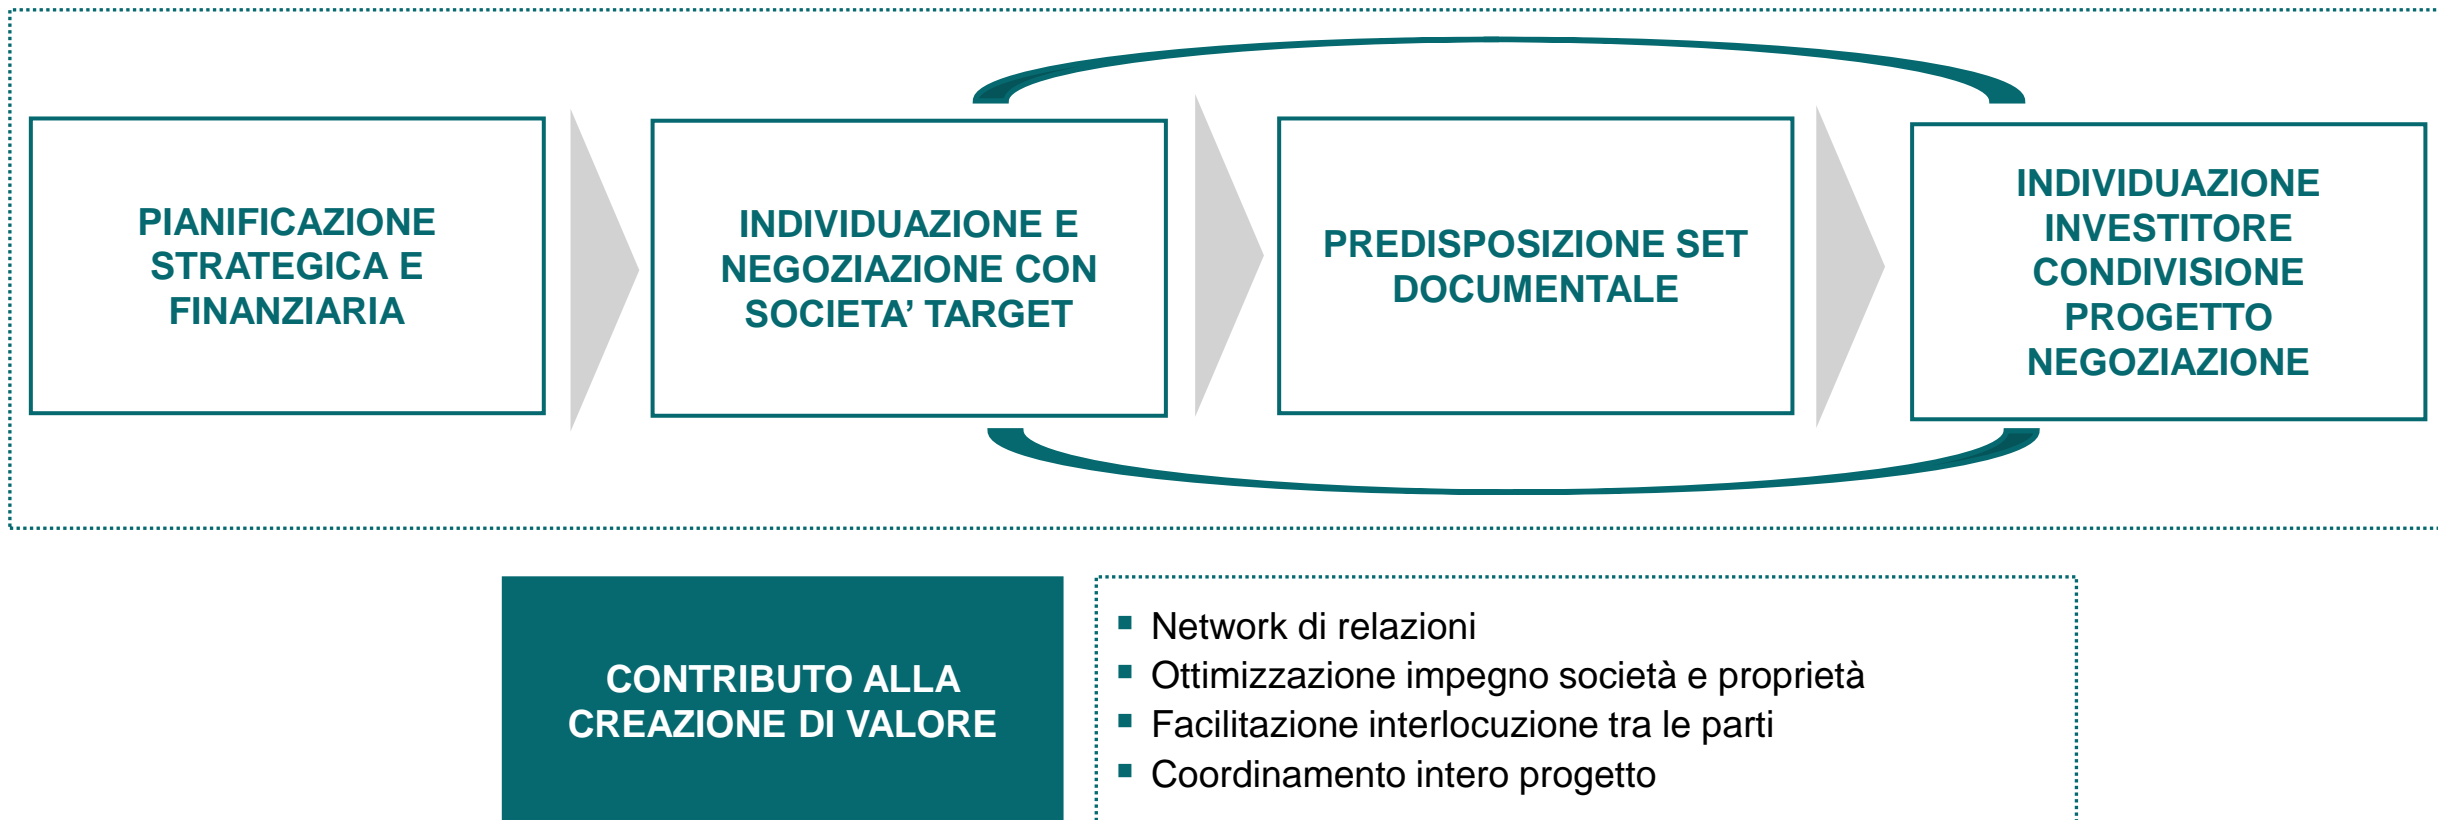 PIANIFICAZIONE
STRATEGICA E
FINANZIARIA
INDIVIDUAZIONE E
NEGOZIAZIONE CON
SOCIETA’ TARGET
PREDISPOSIZIONE SET
DOCUMENTALE
INDIVIDUAZIONE
INVESTITORE
CONDIVISIONE
PROGETTO
NEGOZIAZIONE
CONTRIBUTO ALLA
CREAZIONE DI VALORE
Network di relazioni
Ottimizzazione impegno società e proprietà
Facilitazione interlocuzione tra le parti
Coordinamento intero progetto